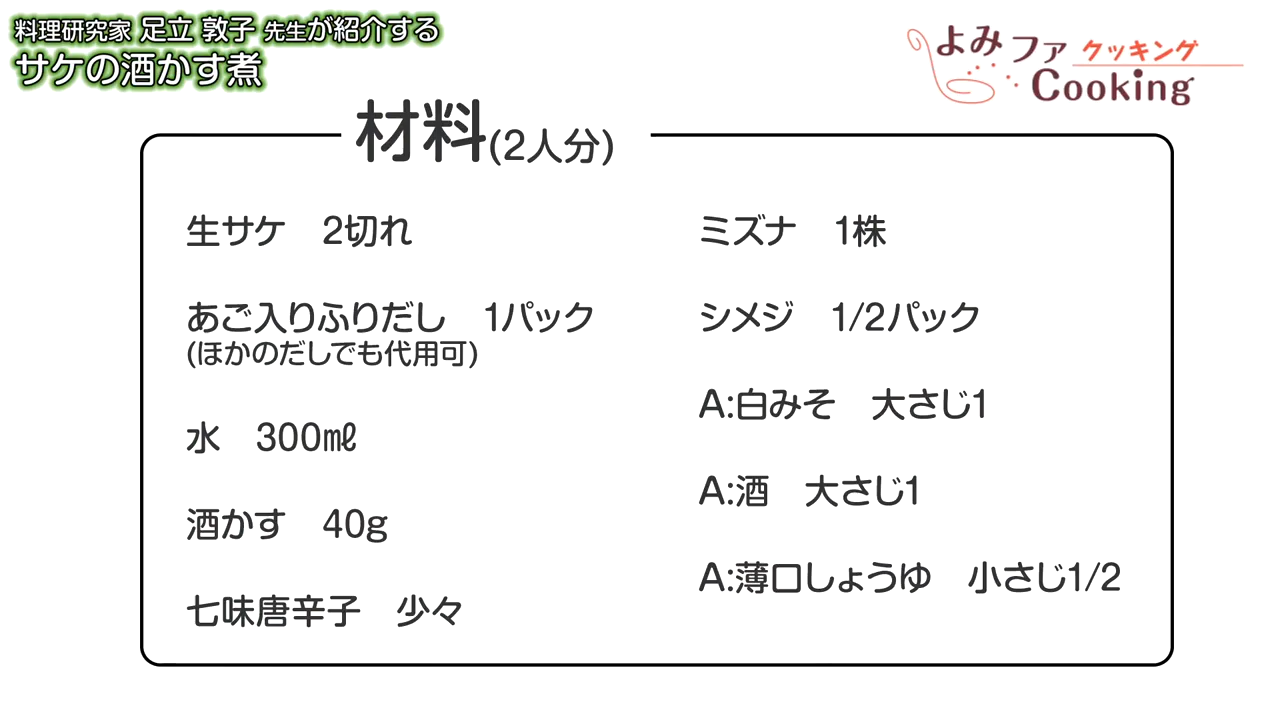 料理研究家 足立 敦子 先生が紹介する
サケの酒かす煮
よみファ クッキング
Cooking
材料(2人分)
生サケ　2切れ
あご入りふりだし　1パック
(ほかのだしでも代用可)
水　300㎖
酒かす　40g
七味唐辛子　少々
ミズナ　1株
シメジ　1/2パック
A:白みそ　大さじ1
A:酒　大さじ1
A:薄口しょうゆ　小さじ1/2